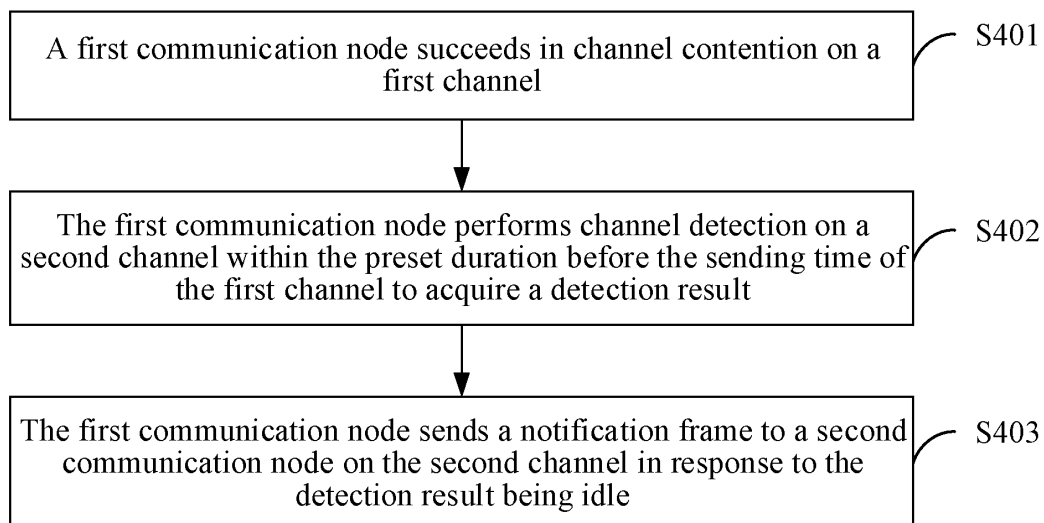 A first communication node succeeds in channel contention on a
first channel
S401
The first communication node performs channel detection on a
second channel within the preset duration before the sending time of
the first channel to acquire a detection result
S402
The first communication node sends a notification frame to a second
communication node on the second channel in response to the
detection result being idle
S403